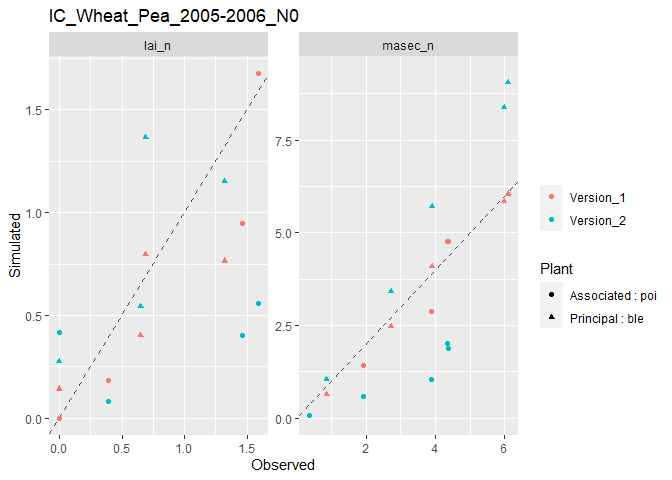 IC_Wheat_Pea_2005-2006_N0
lai_n
masec_n
1.5
1.0
0.5
0.0
7.5
5.0
2.5
0.0
Simulated
0.0
0.5
1.0
1.5
2
4
6
Observed
Version_1
Version_2
Plant
Associated : poi
Principal : ble